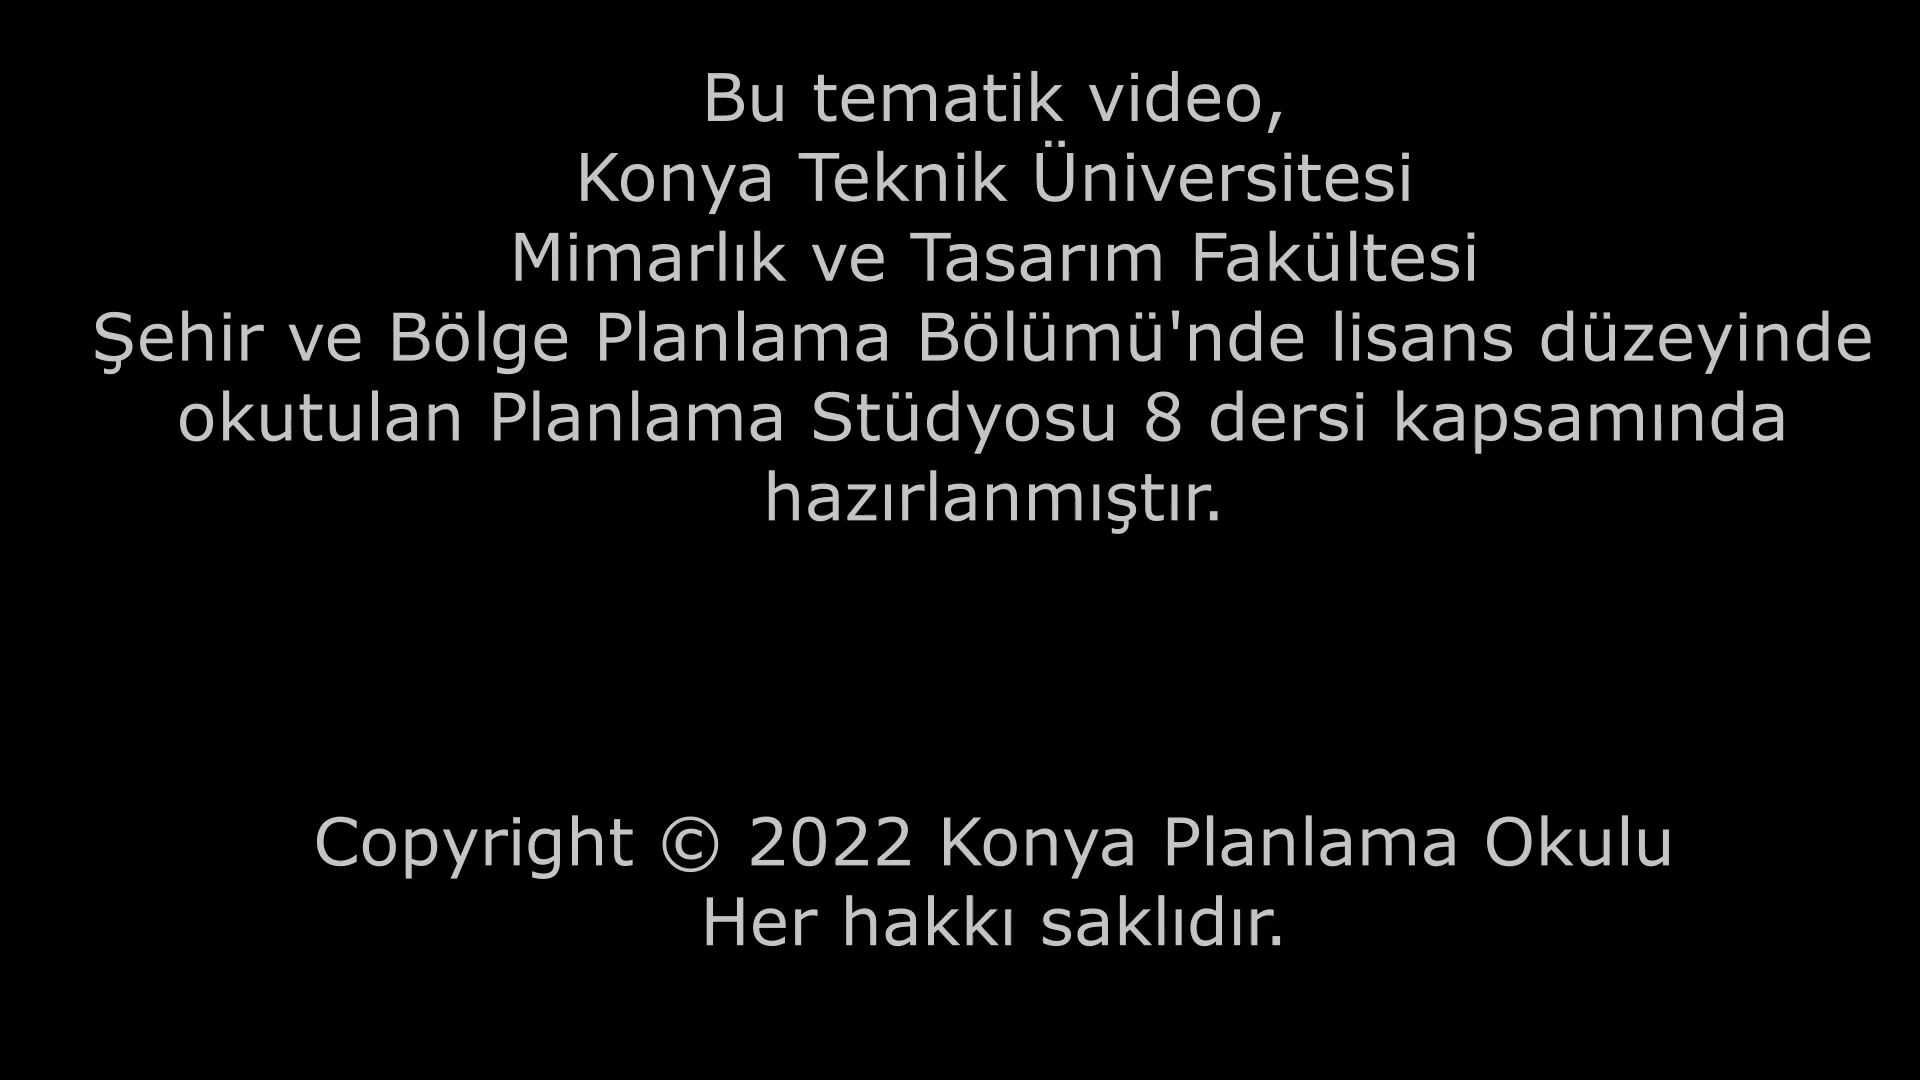 Bu tematik video,
Konya Teknik Üniversitesi
Mimarlık ve Tasarım Fakültesi
Şehir ve Bölge Planlama Bölümü'nde lisans düzeyinde
okutulan Planlama Stüdyosu 8 dersi kapsamında
hazırlanmıştır.
Copyright © 2022 Konya Planlama Okulu
Her hakkı saklıdır.